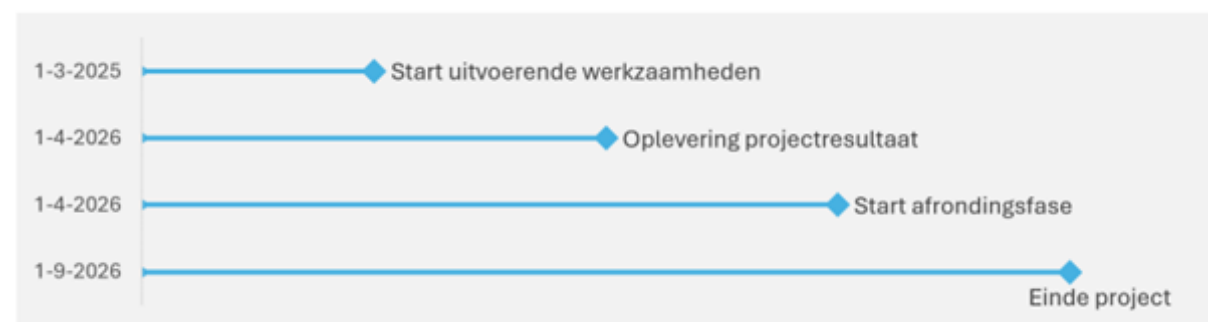 1-3-2025 Start uitvoerende werkzaamheden
1-4-2026 Oplevering projectresultaat
1-4-2026 Start afrondingsfase
1-9-2026
Einde project